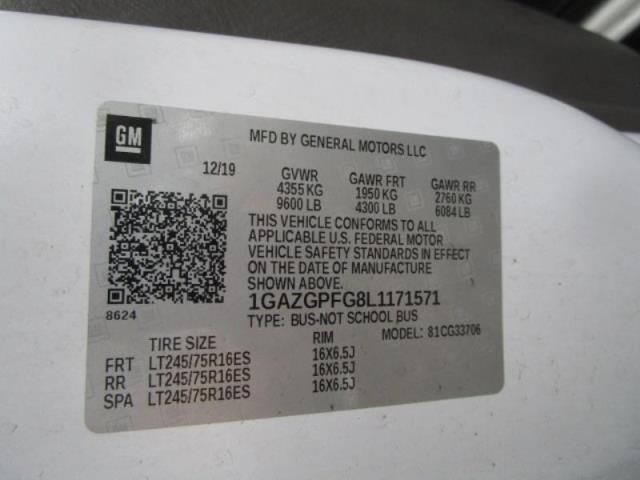 GM
MFD BY GENERAL MOTORS LLC
12/19 GVWR GAWR FRT GAWR RR
4355 KG 1950 KG 2760 KG
9600 LB 4300 LB 6084 LB
THIS VEHICLE CONFORMS TO ALL
APPLICABLE U.S. FEDERAL MOTOR
VEHICLE SAFETY STANDARDS IN EFFECT
ON THE DATE OF MANUFACTURE
SHOWN ABOVE.
1GAZGPFG8L1171571
8624
TYPE: BUS-NOT SCHOOL BUS
MODEL: 81CG33706
TIRE SIZE RIM
FRT LT245/75R16ES 16X6.5J
RR LT245/75R16ES 16X6.5J
SPA LT245/75R16ES 16X6.5J